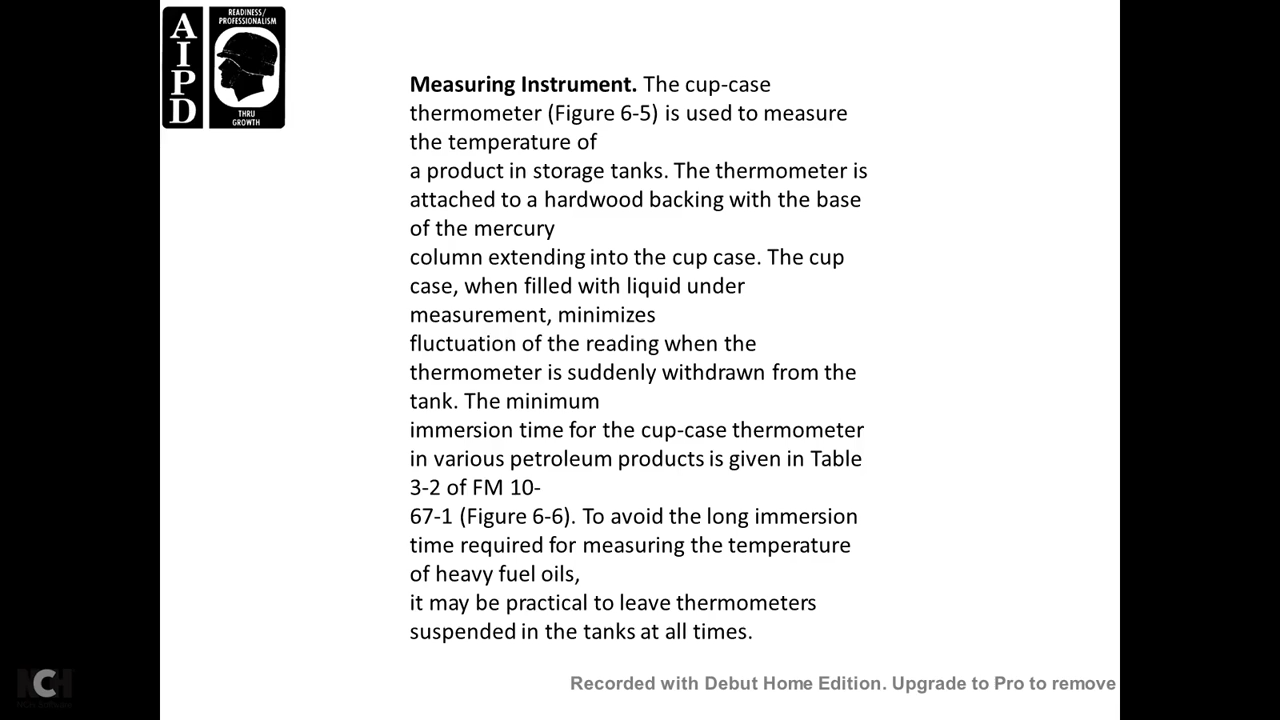 AIPD
READINESS/
PROFESSIONALISM
THRU
GROWTH
Measuring Instrument. The cup-case
thermometer (Figure 6-5) is used to measure
the temperature of
a product in storage tanks. The thermometer is
attached to a hardwood backing with the base
of the mercury
column extending into the cup case. The cup
case, when filled with liquid under
measurement, minimizes
fluctuation of the reading when the
thermometer is suddenly withdrawn from the
tank. The minimum
immersion time for the cup-case thermometer
in various petroleum products is given in Table
3-2 of FM 10-
67-1 (Figure 6-6). To avoid the long immersion
time required for measuring the temperature
of heavy fuel oils,
it may be practical to leave thermometers
suspended in the tanks at all times.
NCH
NCH Software
Recorded with Debut Home Edition. Upgrade to Pro to remove